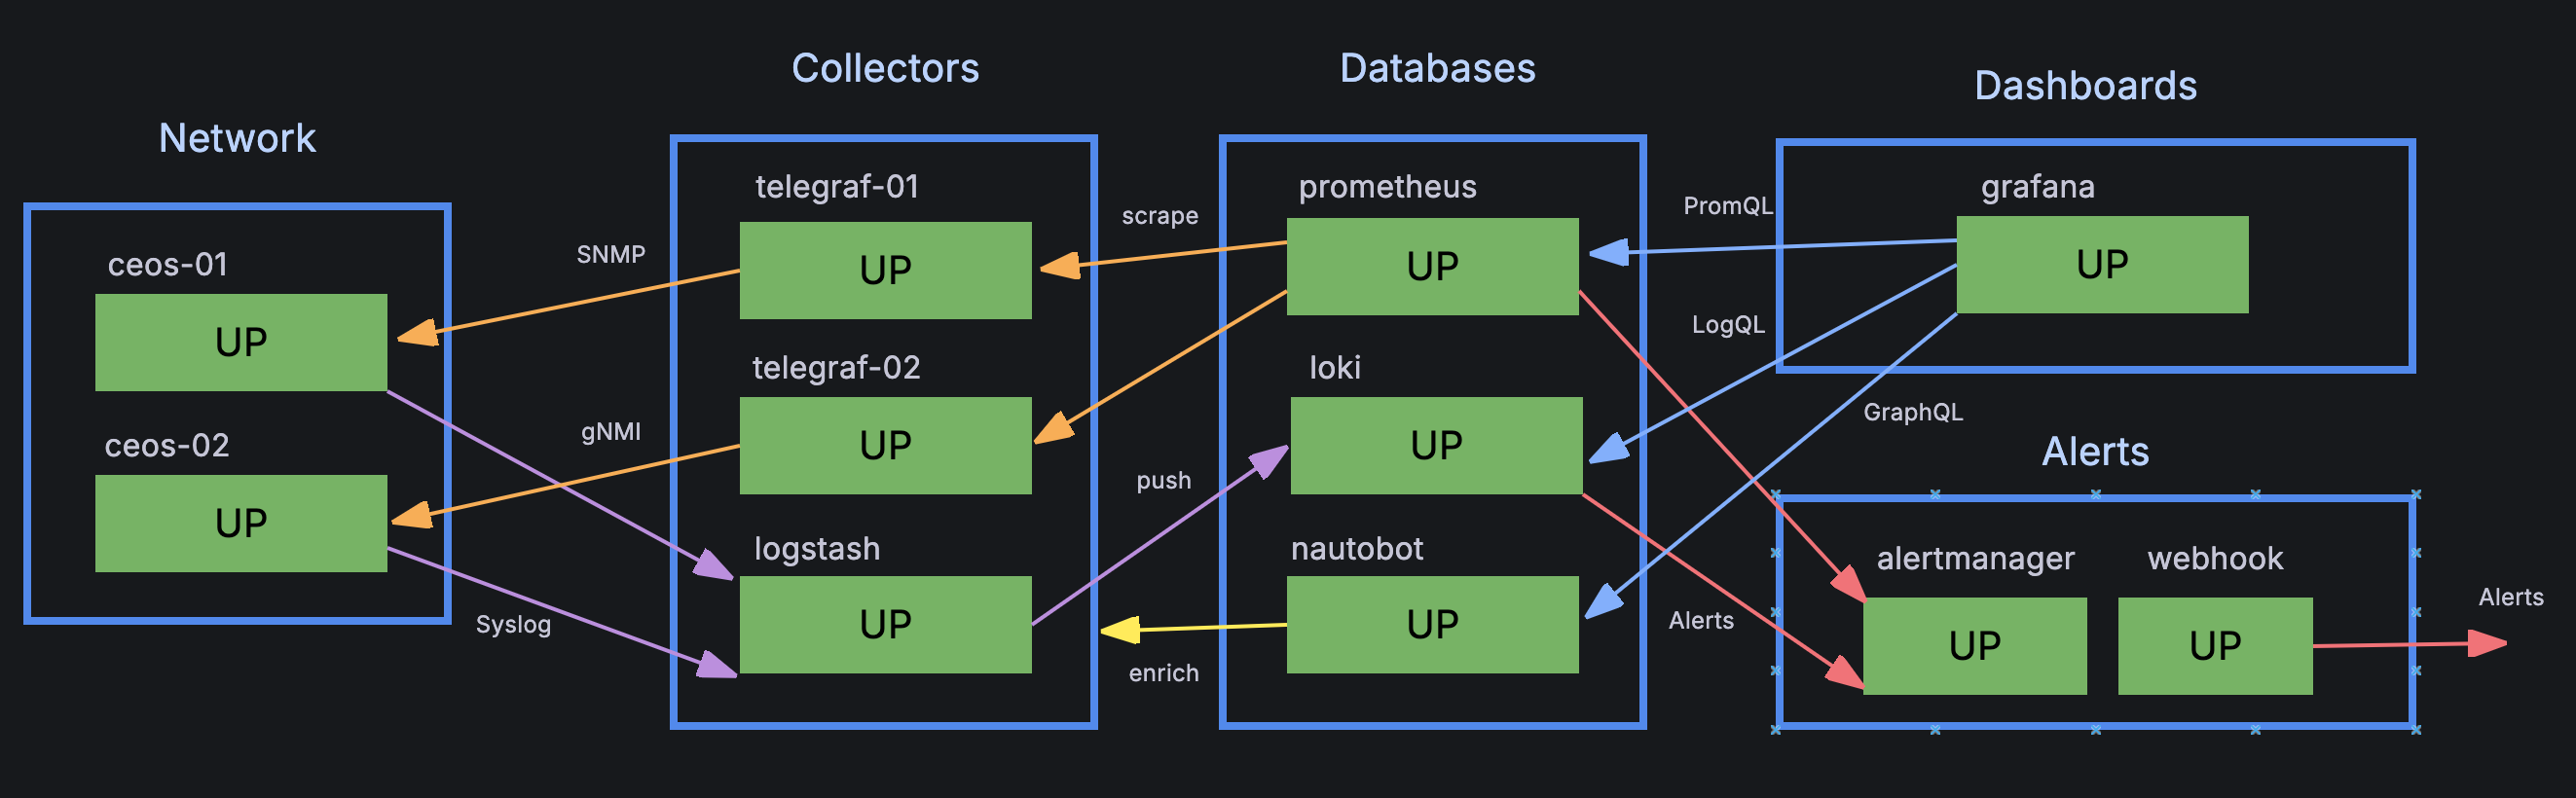 Network
ceos-01
UP
ceos-02
UP
SNMP
gNMI
Syslog
Collectors
telegraf-01
UP
telegraf-02
UP
logstash
UP
scrape
push
enrich
Databases
prometheus
UP
loki
UP
nautobot
UP
PromQL
LogQL
GraphQL
Alerts
Dashboards
grafana
UP
Alerts
alertmanager
UP
webhook
UP
Alerts